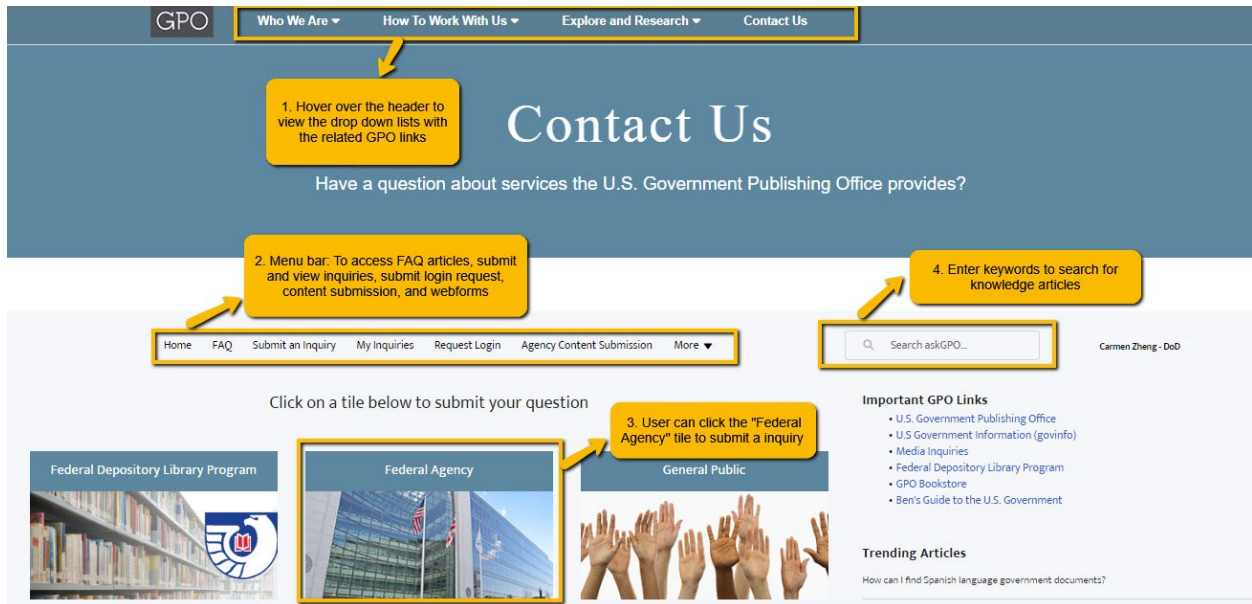 GPO
Who We Are
How To Work With Us
Explore and Research
Contact Us
1. Hover over the header to
view the drop down lists with
the related GPO links
Contact Us
Have a question about services the U.S. Government Publishing Office provides?
2. Menu bar: To access FAQ articles, submit
and view inquiries, submit login request,
content submission, and webforms
4. Enter keywords to search for
knowledge articles
Home FAQ Submit an Inquiry My Inquiries Request Login Agency Content Submission More
Search askGPO...
Carmen Zheng - DoD
Click on a tile below to submit your question
3. User can click the "Federal
Agency" tile to submit a inquiry
Federal Depository Library Program
Federal Agency
General Public
Important GPO Links
• U.S. Government Publishing Office
• U.S Government Information (govinfo)
• Media Inquiries
• Federal Depository Library Program
• GPO Bookstore
• Ben's Guide to the U.S. Government
Trending Articles
How can I find Spanish language government documents?